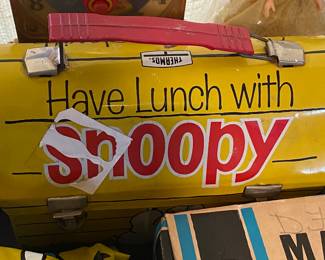 THERMOS
Have Lunch with
snoopy